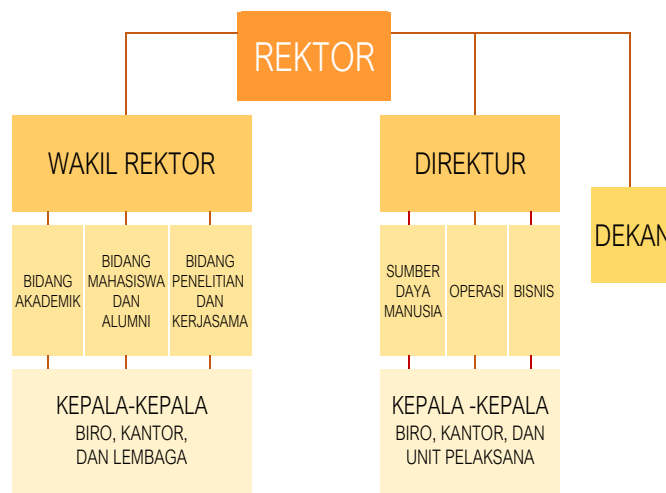 REKTOR
WAKIL REKTOR
DIREKTUR
DEKAN
BIDANG
AKADEMIK
BIDANG
MAHASISWA
DAN
ALUMNI
BIDANG
PENELITIAN
DAN
KERJASAMA
SUMBER
DAYA
MANUSIA
OPERASI
BISNIS
KEPALA-KEPALA
BIRO, KANTOR,
DAN LEMBAGA
KEPALA -KEPALA
BIRO, KANTOR, DAN
UNIT PELAKSANA